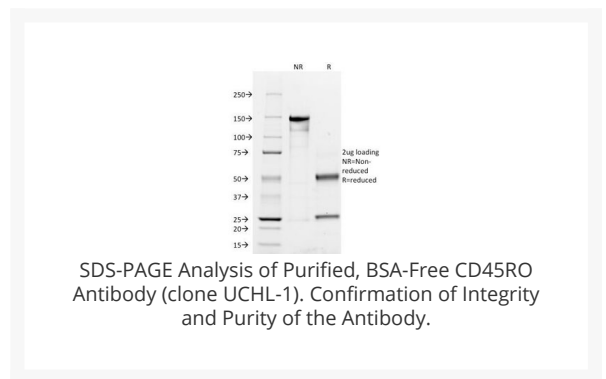 NR R
250→
150→
100→
75→
2ug loading
NR=Non-
reduced
R=reduced
50→
37→
25→
20→
15→
SDS-PAGE Analysis of Purified, BSA-Free CD45RO
Antibody (clone UCHL-1). Confirmation of Integrity
and Purity of the Antibody.